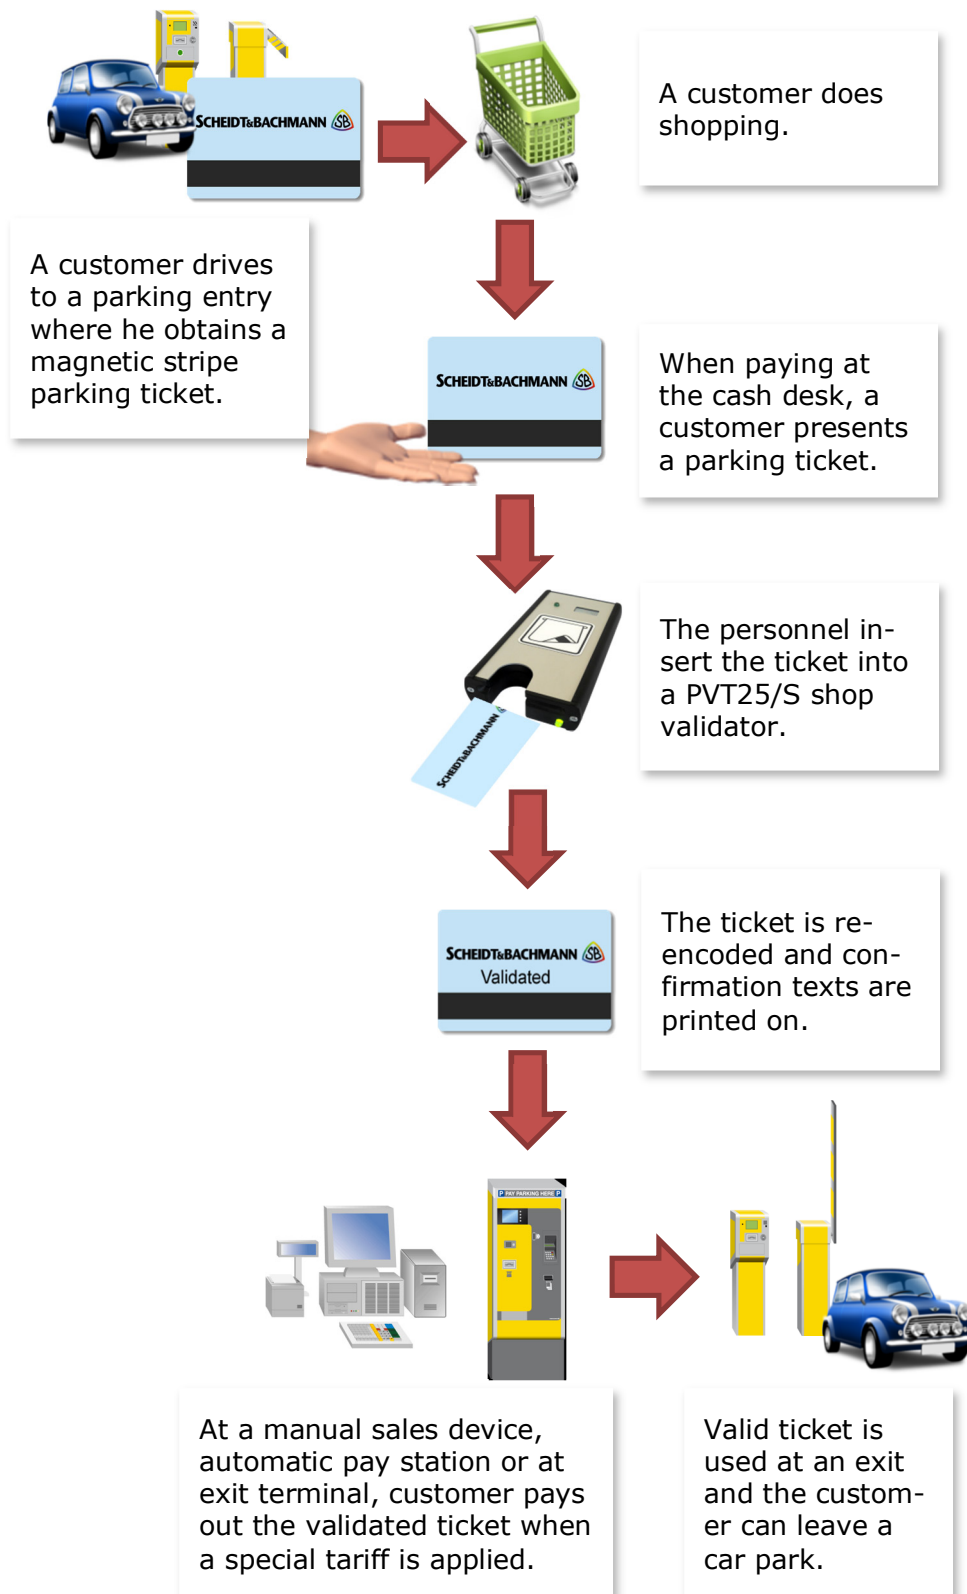 SCHEIDT&BACHMANN SB
A customer does
shopping.
A customer drives
to a parking entry
where he obtains a
magnetic stripe
parking ticket.
SCHEIDT&BACHMANN SB
When paying at
the cash desk, a
customer presents
a parking ticket.
The personnel in-
sert the ticket into
a PVT25/S shop
validator.
SCHEIDT&BACHMANN
SCHEIDT&BACHMANN SB
Validated
The ticket is re-
encoded and con-
firmation texts are
printed on.
P PAY PARKING HERE P
At a manual sales device,
automatic pay station or at
exit terminal, customer pays
out the validated ticket when
a special tariff is applied.
Valid ticket is
used at an exit
and the custom-
er can leave a
car park.